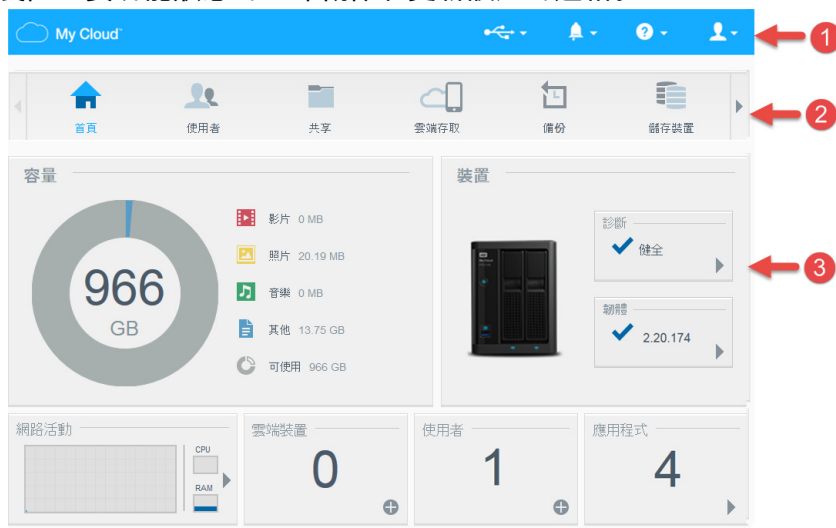 My Cloud™
1
首頁
使用者
共享
雲端存取
備份
儲存裝置
2
容量
966
GB
影片 0 MB
照片 20.19 MB
音樂 0 MB
其他 13.75 GB
可使用 966 GB
裝置
WD
My Cloud
診斷
健全
韌體
2.20.174
3
網路活動
CPU
RAM
雲端裝置
0
使用者
1
應用程式
4